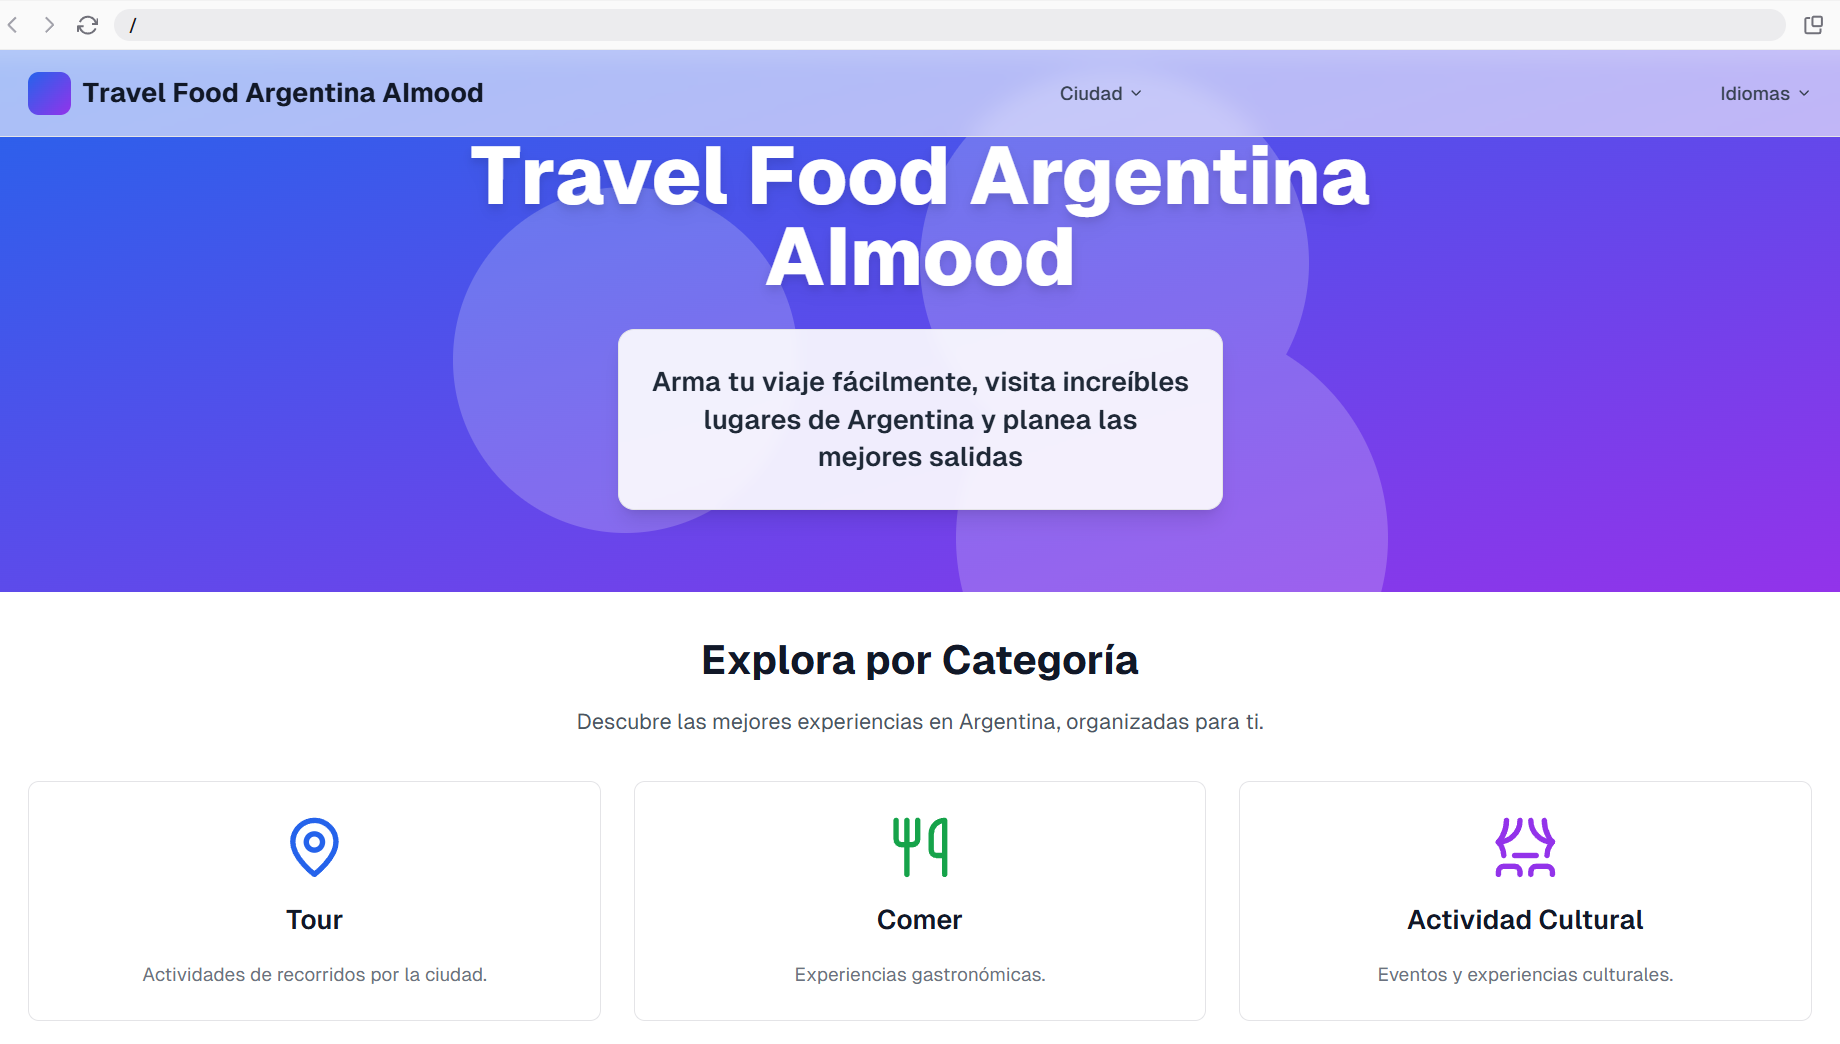 /
Travel Food Argentina AImood
Ciudad
Idiomas
Travel Food Argentina
AImood
Arma tu viaje fácilmente, visita increíbles
lugares de Argentina y planea las
mejores salidas
Explora por Categoría
Descubre las mejores experiencias en Argentina, organizadas para ti.
Tour
Actividades de recorridos por la ciudad.
Comer
Experiencias gastronómicas.
Actividad Cultural
Eventos y experiencias culturales.